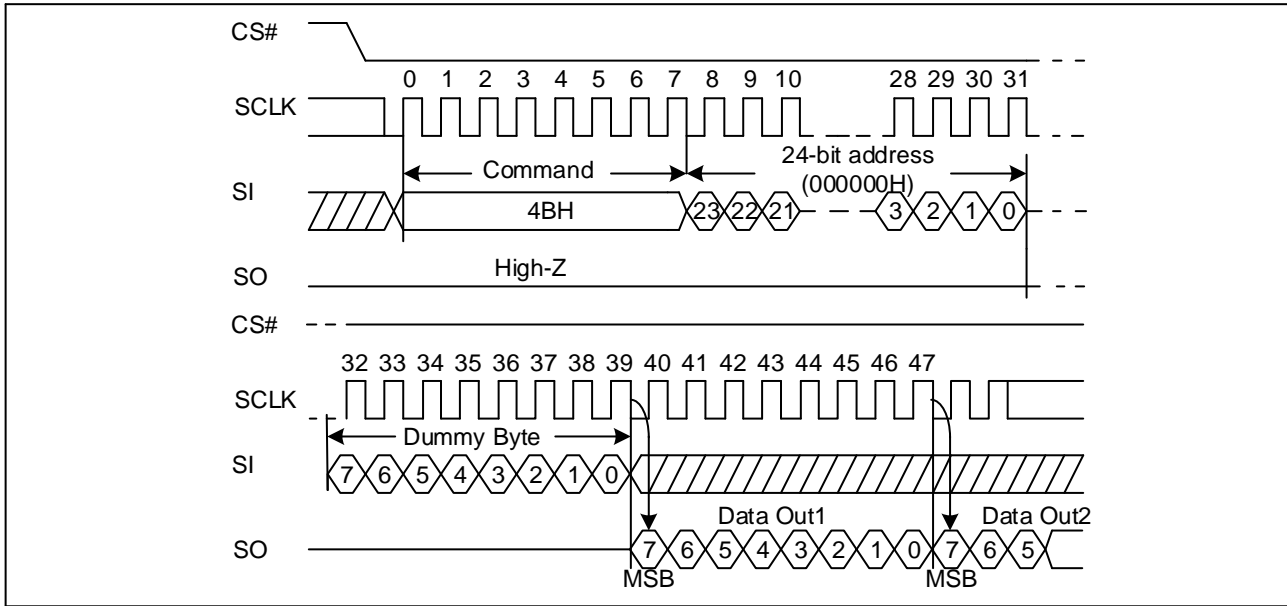 CS#
0 1 2 3 4 5 6 7 8 9 10 28 29 30 31
SCLK
Command
24-bit address
(000000H)
SI
4BH
23 22 21 3 2 1 0
High-Z
SO
CS#
32 33 34 35 36 37 38 39 40 41 42 43 44 45 46 47
SCLK
Dummy Byte
SI
7 6 5 4 3 2 1 0
Data Out1 Data Out2
SO
7 6 5 4 3 2 1 0 7 6 5
MSB MSB